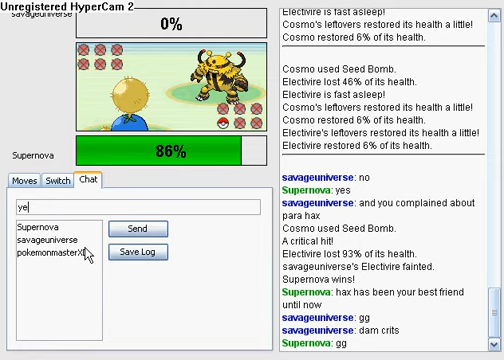 Unregistered HyperCam 2
savageuniverse
0%
Supernova
86%
Moves
Switch
Chat
ye
Send
Save Log
Supernova
savageuniverse
pokemonmasterX
Electivire is fast asleep!
Cosmo's leftovers restored its health a little!
Cosmo restored 6% of its health.
Cosmo used Seed Bomb.
Electivire lost 46% of its health.
Electivire is fast asleep!
Cosmo's leftovers restored its health a little!
Cosmo restored 6% of its health.
Electivire's leftovers restored its health a little!
Electivire restored 6% of its health.
savageuniverse: no
Supernova: yes
savageuniverse: and you complained about
para hax
Cosmo used Seed Bomb.
A critical hit!
Electivire lost 93% of its health.
savageuniverse's Electivire fainted.
Supernova wins!
Supernova: hax has been your best friend
until now
savageuniverse: gg
savageuniverse: dam crits
Supernova: gg